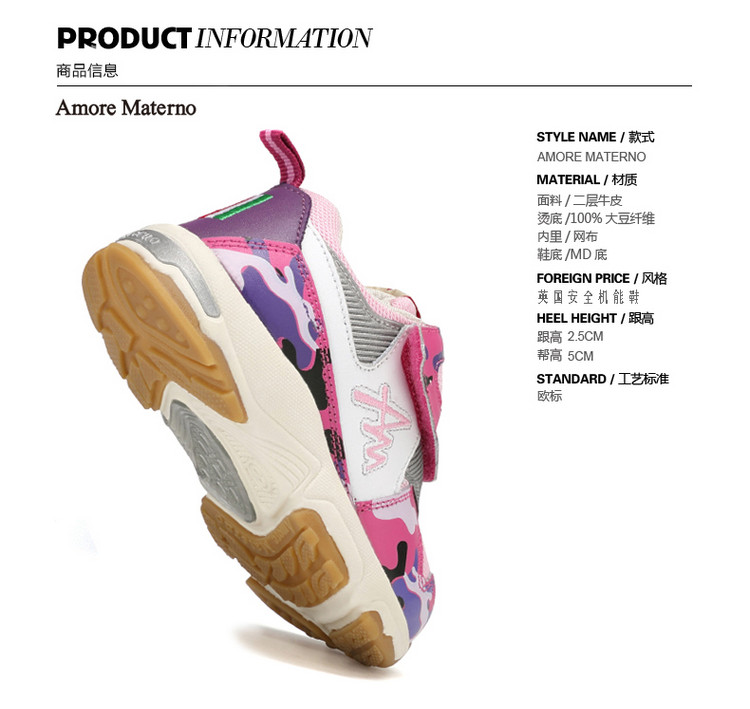 PRODUCT INFORMATION
商品信息
Amore Materno
STYLE NAME / 款式
AMORE MATERNO
MATERIAL / 材质
面料 / 二层牛皮
烫底 /100% 大豆纤维
内里 / 网布
鞋底 /MD 底
FOREIGN PRICE / 风格
英国安全机能鞋
HEEL HEIGHT / 跟高
跟高 2.5CM
帮高 5CM
STANDARD / 工艺标准
欧标
Am